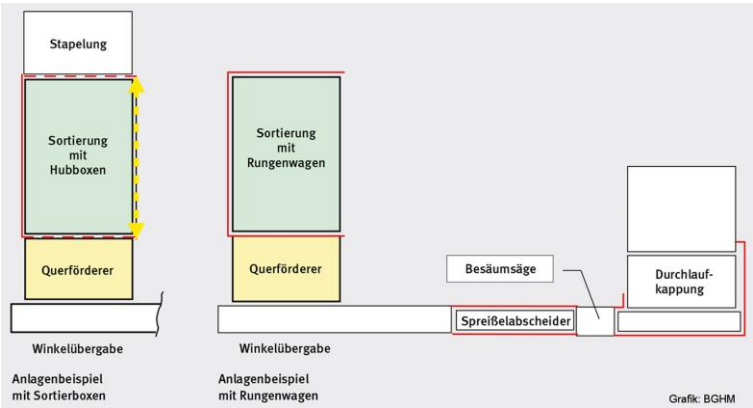 Stapelung
Sortierung
mit
Hubboxen
Querförderer
Winkelübergabe
Anlagenbeispiel
mit Sortierboxen
Sortierung
mit
Rungenwagen
Querförderer
Winkelübergabe
Anlagenbeispiel
mit Rungenwagen
Besäumsäge
Spreißelabscheider
Durchlauf-
kappung
Grafik: BGHM